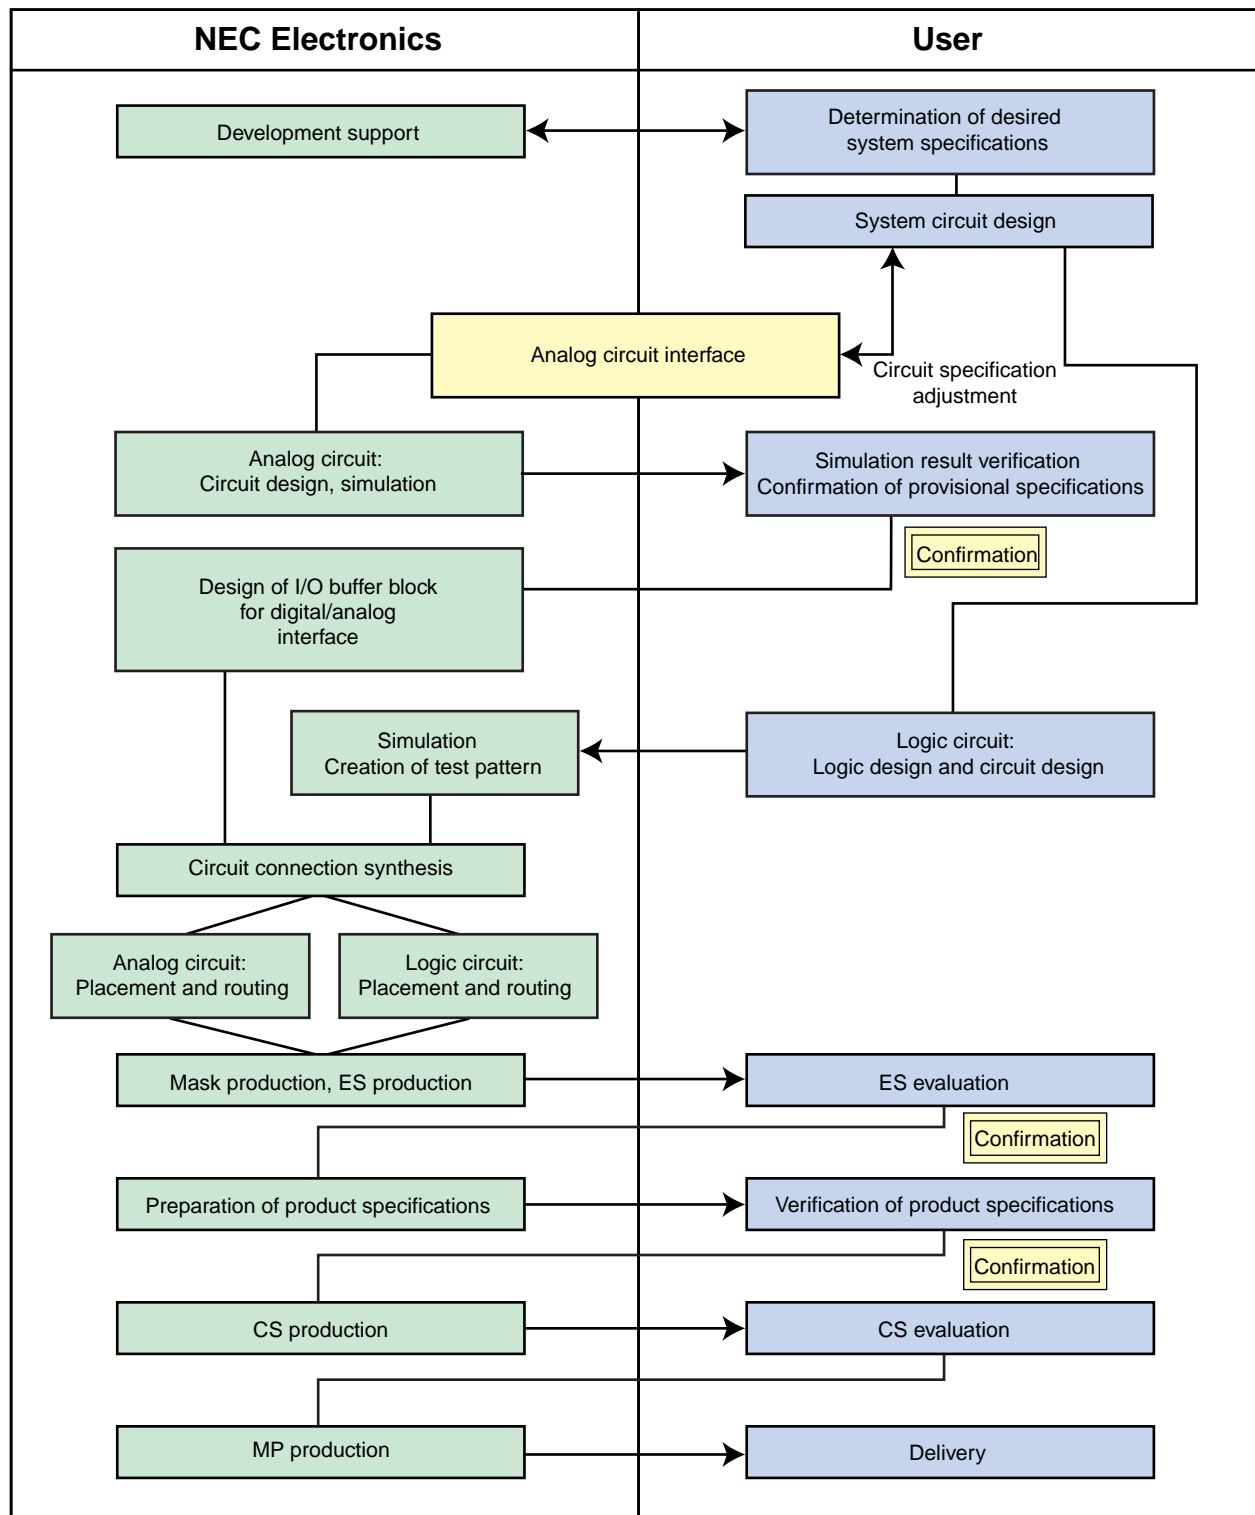 NEC Electronics
User
Development support
Determination of desired
system specifications
System circuit design
Analog circuit interface
Circuit specification
adjustment
Analog circuit:
Circuit design, simulation
Simulation result verification
Confirmation of provisional specifications
Confirmation
Design of I/O buffer block
for digital/analog
interface
Simulation
Creation of test pattern
Logic circuit:
Logic design and circuit design
Circuit connection synthesis
Analog circuit:
Placement and routing
Logic circuit:
Placement and routing
Mask production, ES production
ES evaluation
Confirmation
Preparation of product specifications
Verification of product specifications
Confirmation
CS production
CS evaluation
MP production
Delivery